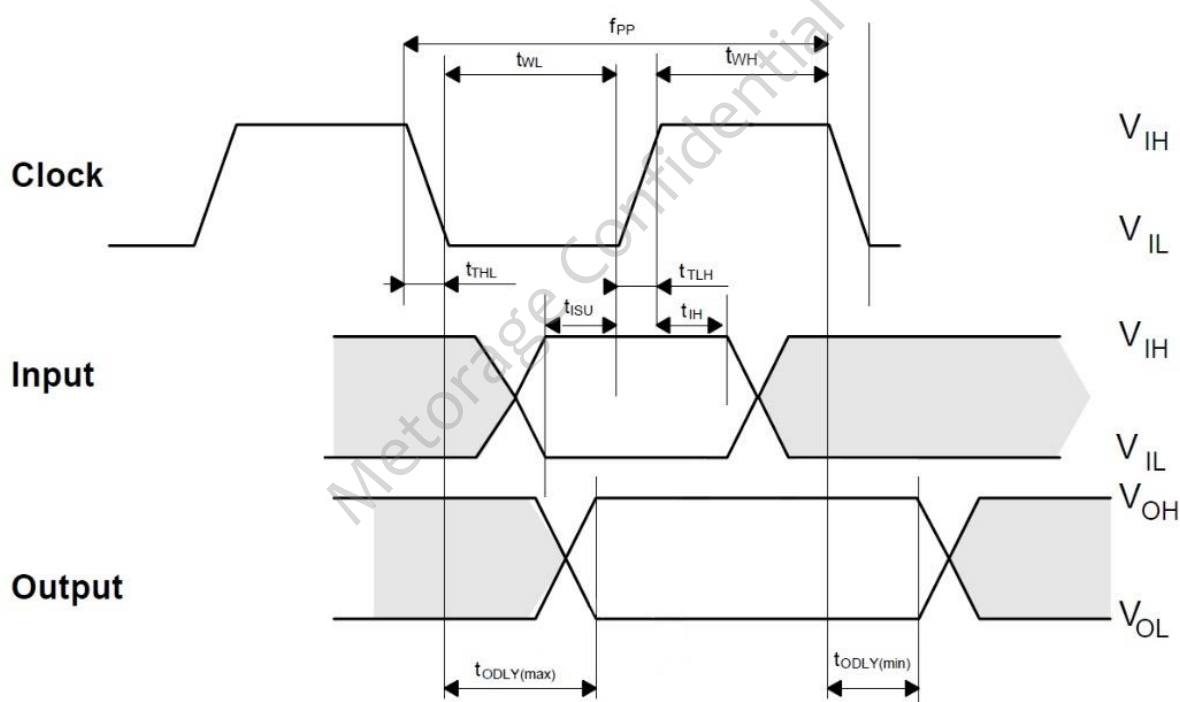 fPP
tWL
tWH
Clock
VIH
VIL
tTHL
tTLH
tISU
tIH
Input
VIH
VIL
Output
VOH
VOL
tODLY(max)
tODLY(min)
Metorage Confidential